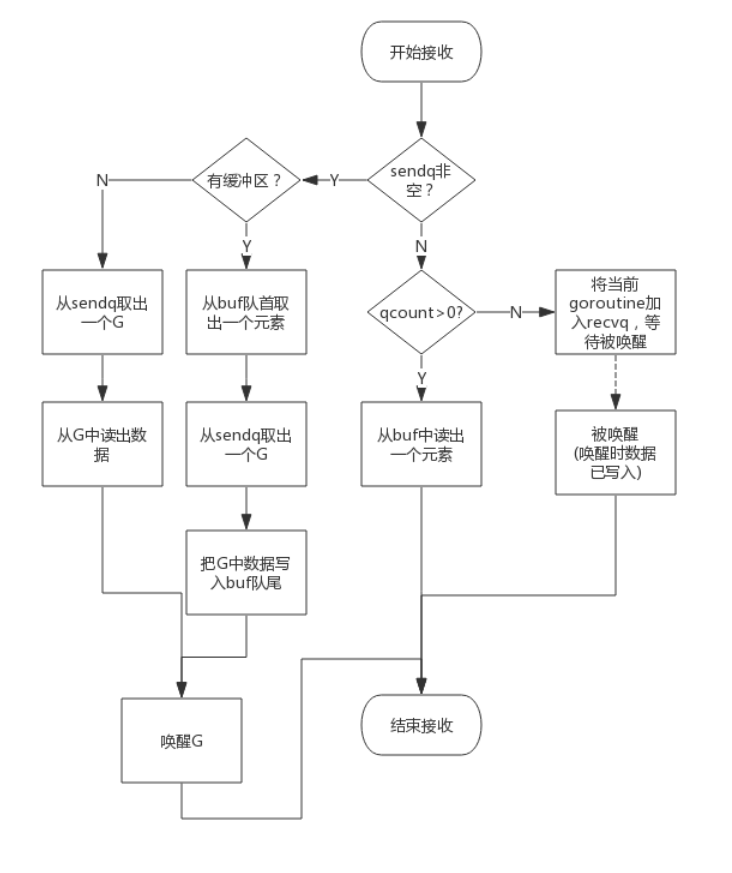 开始接收
sendq非
空？
Y
有缓冲区？
N
Y
N
从sendq取出
一个G
从buf队首取
出一个元素
qcount>0?
N
将当前
goroutine加
入recvq，等
待被唤醒
Y
从G中读出数
据
从sendq取出
一个G
从buf中读出
一个元素
被唤醒
(唤醒时数据
已写入)
把G中数据写
入buf队尾
唤醒G
结束接收